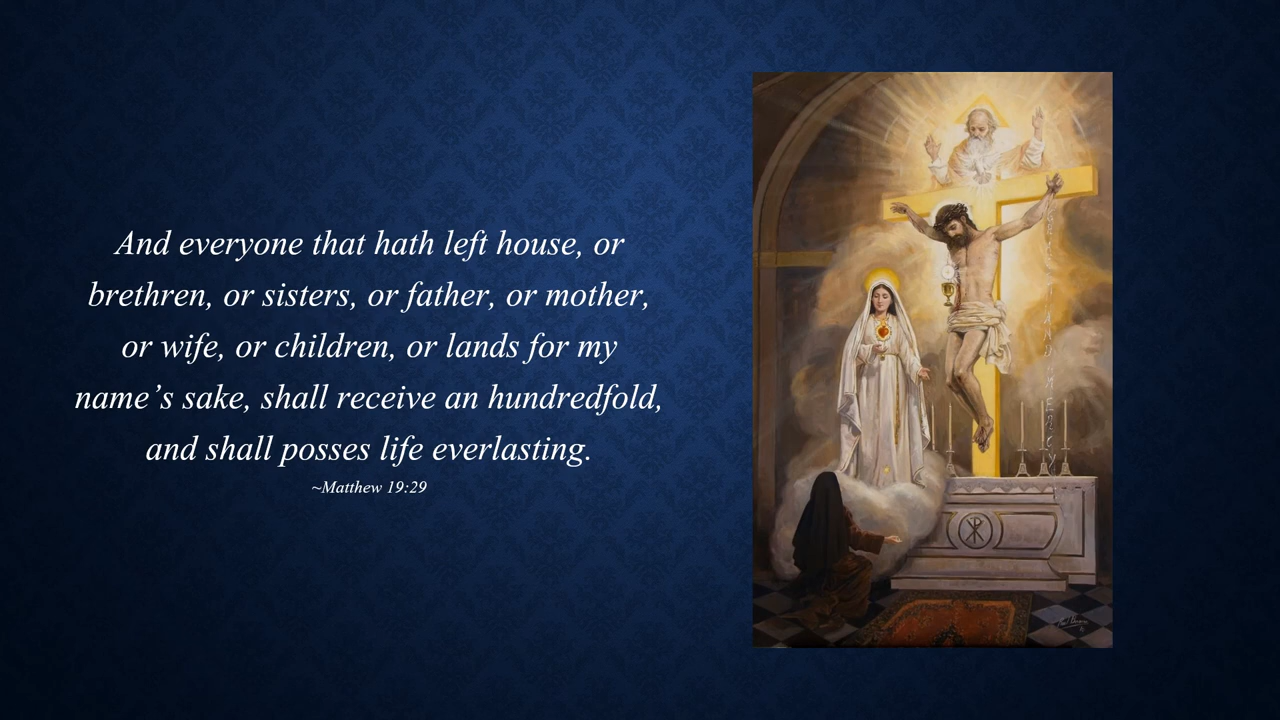 And everyone that hath left house, or
brethren, or sisters, or father, or mother,
or wife, or children, or lands for my
name’s sake, shall receive an hundredfold,
and shall posses life everlasting.
~Matthew 19:29